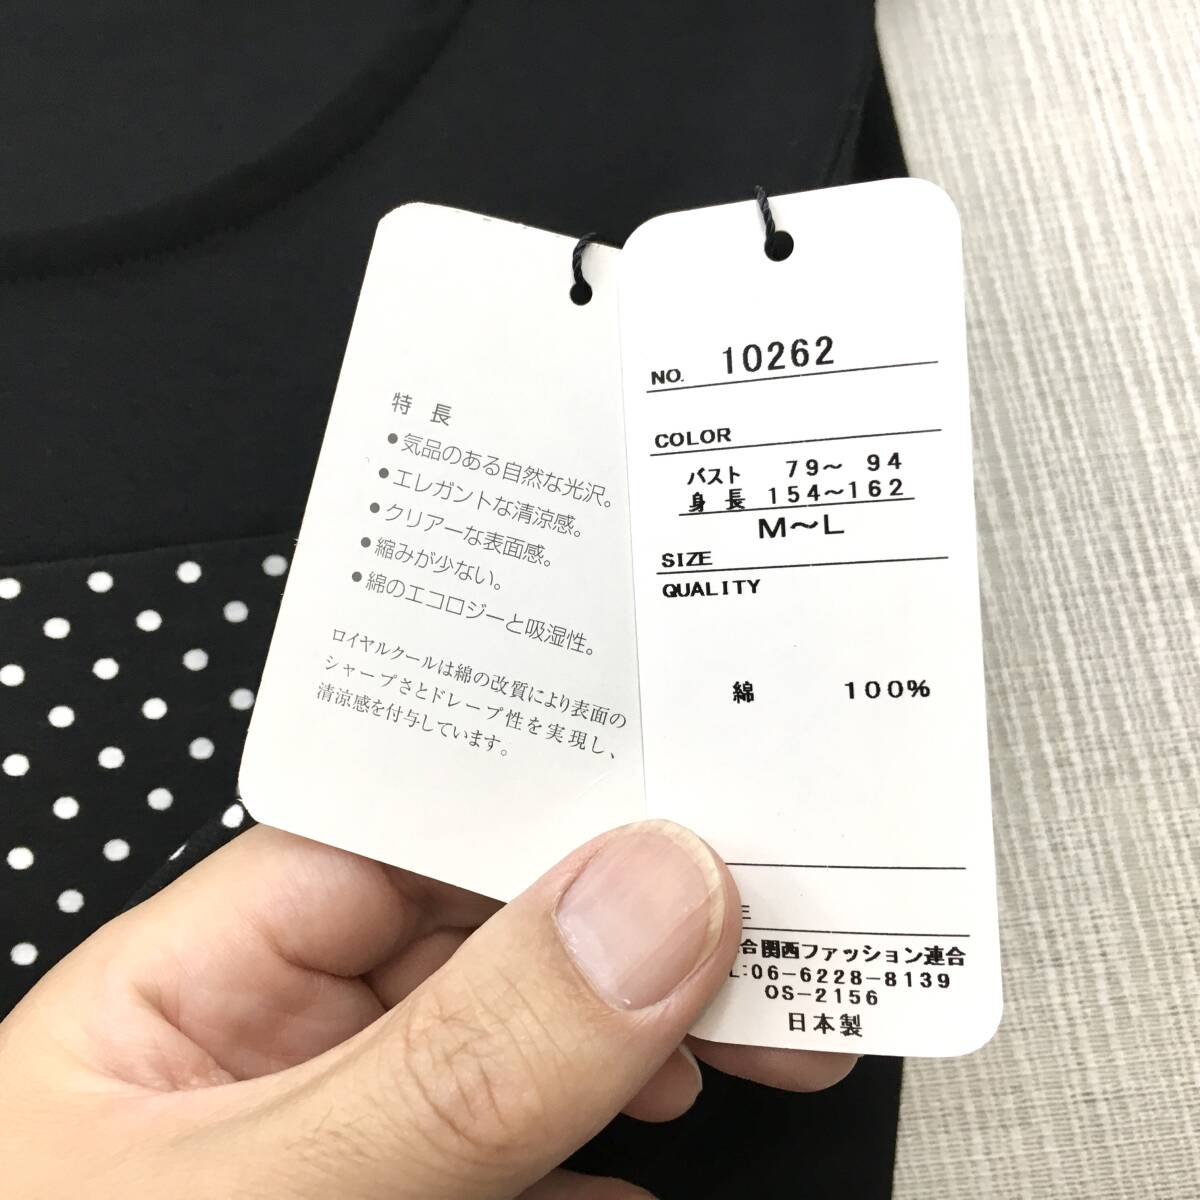 特 長
●気品のある自然な光沢。
●エレガントな清涼感。
●クリアーな表面感。
●縮みが少ない。
●綿のエコロジーと吸湿性。
ロイヤルクールは綿の改質により表面の
シャープさとドレープ性を実現し、
清涼感を付与しています。
NO. 10262
COLOR
バスト 79〜 94
身 長 154〜162
M〜L
SIZE
QUALITY
綿 100%
合関西ファッション連合
L:06-6228-8139
OS-2156
日本製